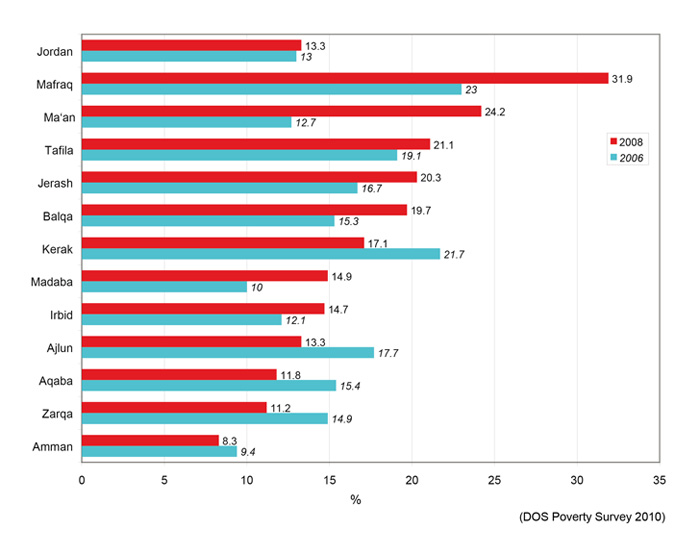 Jordan 13.3
13
Mafraq 31.9
23
Ma'an 24.2
12.7
Tafila 21.1
19.1
Jerash 20.3
16.7
Balqa 19.7
15.3
Kerak 17.1
21.7
Madaba 14.9
10
Irbid 14.7
12.1
Ajlun 13.3
17.7
Aqaba 11.8
15.4
Zarqa 11.2
14.9
Amman 8.3
9.4
2008
2006
0 5 10 15 20 25 30 35
%
(DOS Poverty Survey 2010)